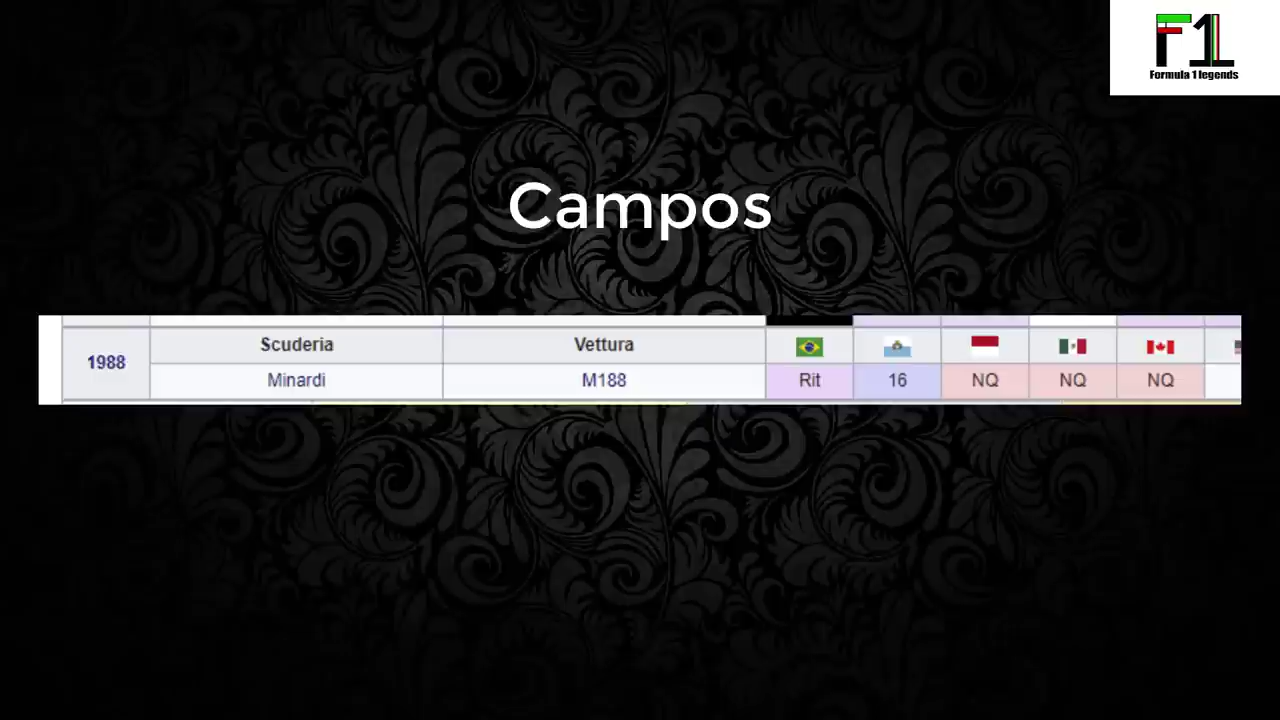 F1
Formula 1 legends
Campos
1988 Scuderia Vettura
Minardi M188 Rit 16 NQ NQ NQ